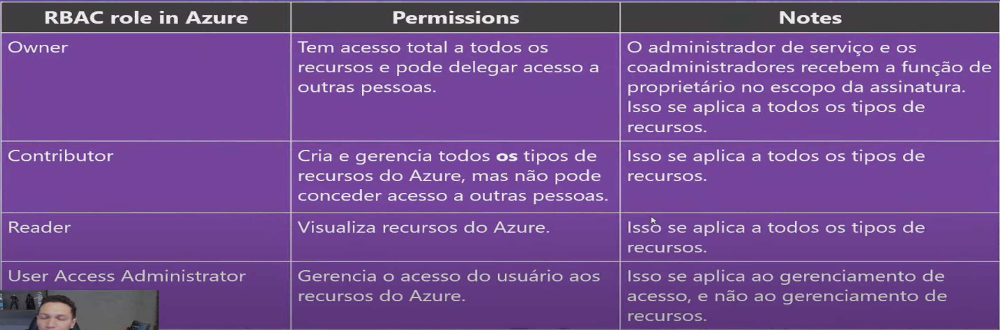 RBAC role in Azure
Permissions
Notes
Owner
Tem acesso total a todos os
recursos e pode delegar acesso a
outras pessoas.
O administrador de serviço e os
coadministradores recebem a função de
proprietário no escopo da assinatura.
Isso se aplica a todos os tipos de
recursos.
Contributor
Cria e gerencia todos os tipos de
recursos do Azure, mas não pode
conceder acesso a outras pessoas.
Isso se aplica a todos os tipos de
recursos.
Reader
Visualiza recursos do Azure.
Isso se aplica a todos os tipos de
recursos.
User Access Administrator
Gerencia o acesso do usuário aos
recursos do Azure.
Isso se aplica ao gerenciamento de
acesso, e não ao gerenciamento de
recursos.